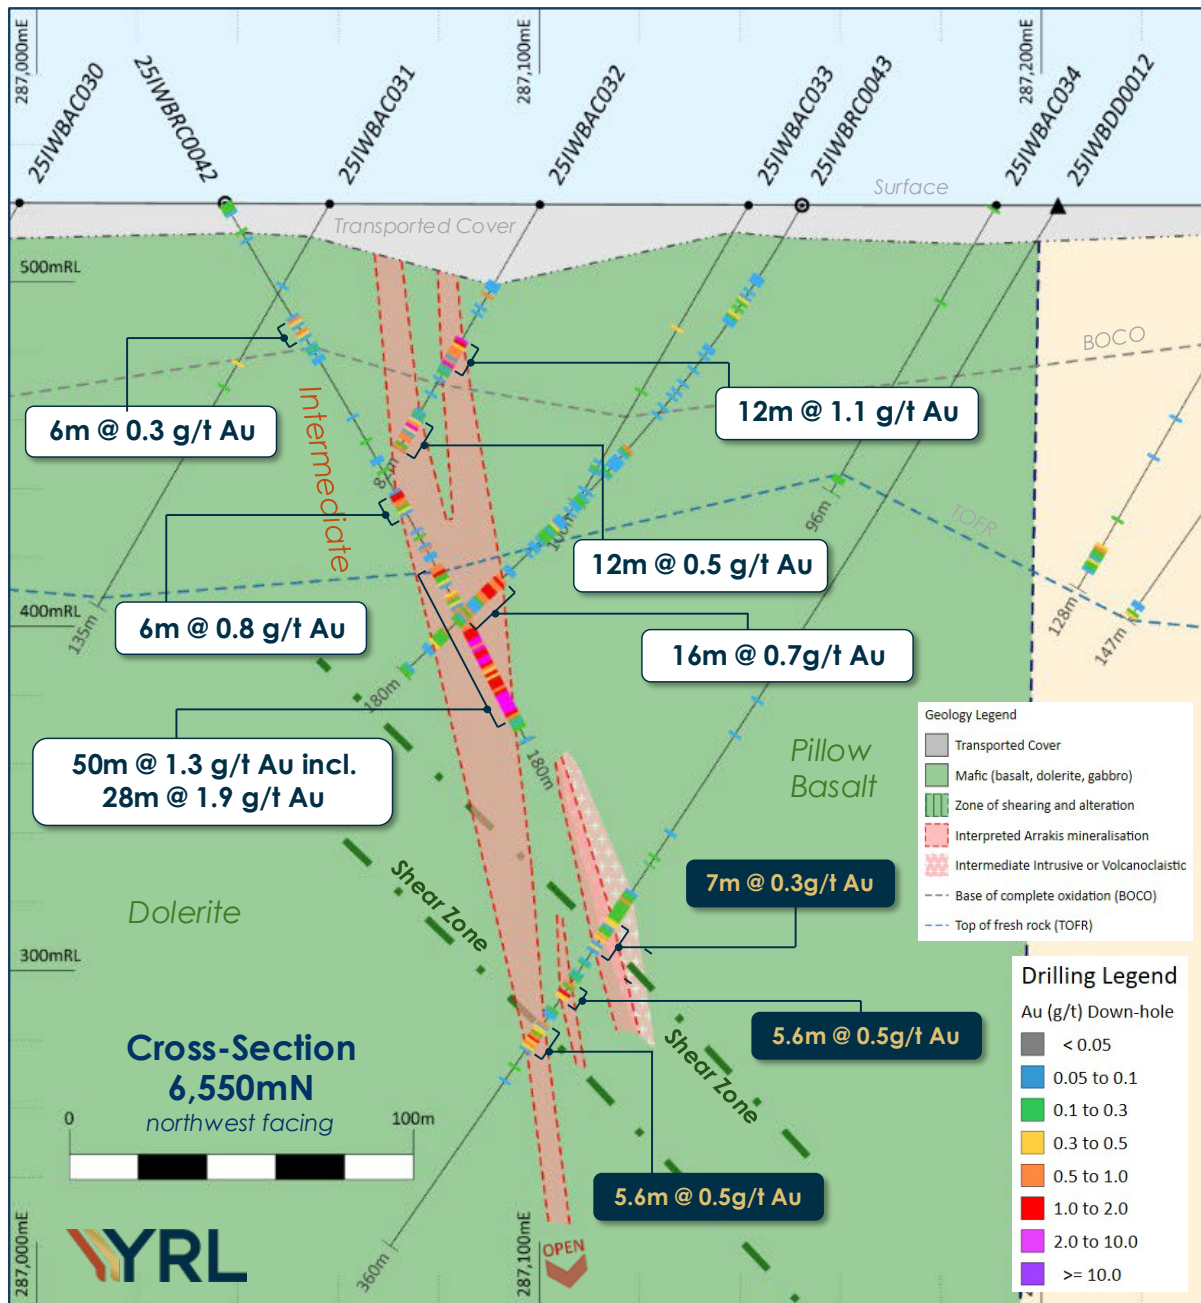 287,000mE
287,100mE
287,200mE
25IWBAC030
25IWBRC0042
25IWBAC031
25IWBAC032
25IWBAC033
25IWBRC0043
25IWBAC034
25IWBDD0012
Surface
Transported Cover
500mRL
BOCO
6m @ 0.3 g/t Au
12m @ 1.1 g/t Au
Intermediate
82m
96m
100m
TOFR
12m @ 0.5 g/t Au
400mRL
135m
128m
147m
6m @ 0.8 g/t Au
16m @ 0.7g/t Au
180m
180m
50m @ 1.3 g/t Au incl.
28m @ 1.9 g/t Au
Pillow
Basalt
Geology Legend
Transported Cover
Mafic (basalt, dolerite, gabbro)
Zone of shearing and alteration
Interpreted Arrakis mineralisation
Intermediate Intrusive or Volcanoclaistic
Base of complete oxidation (BOCO)
Top of fresh rock (TOFR)
Dolerite
Shear Zone
7m @ 0.3g/t Au
300mRL
5.6m @ 0.5g/t Au
Shear Zone
Cross-Section
6,550mN
northwest facing
0
100m
5.6m @ 0.5g/t Au
Drilling Legend
Au (g/t) Down-hole
< 0.05
0.05 to 0.1
0.1 to 0.3
0.3 to 0.5
0.5 to 1.0
1.0 to 2.0
2.0 to 10.0
>= 10.0
YRL
287,000mE
360m
287,100mE
OPEN